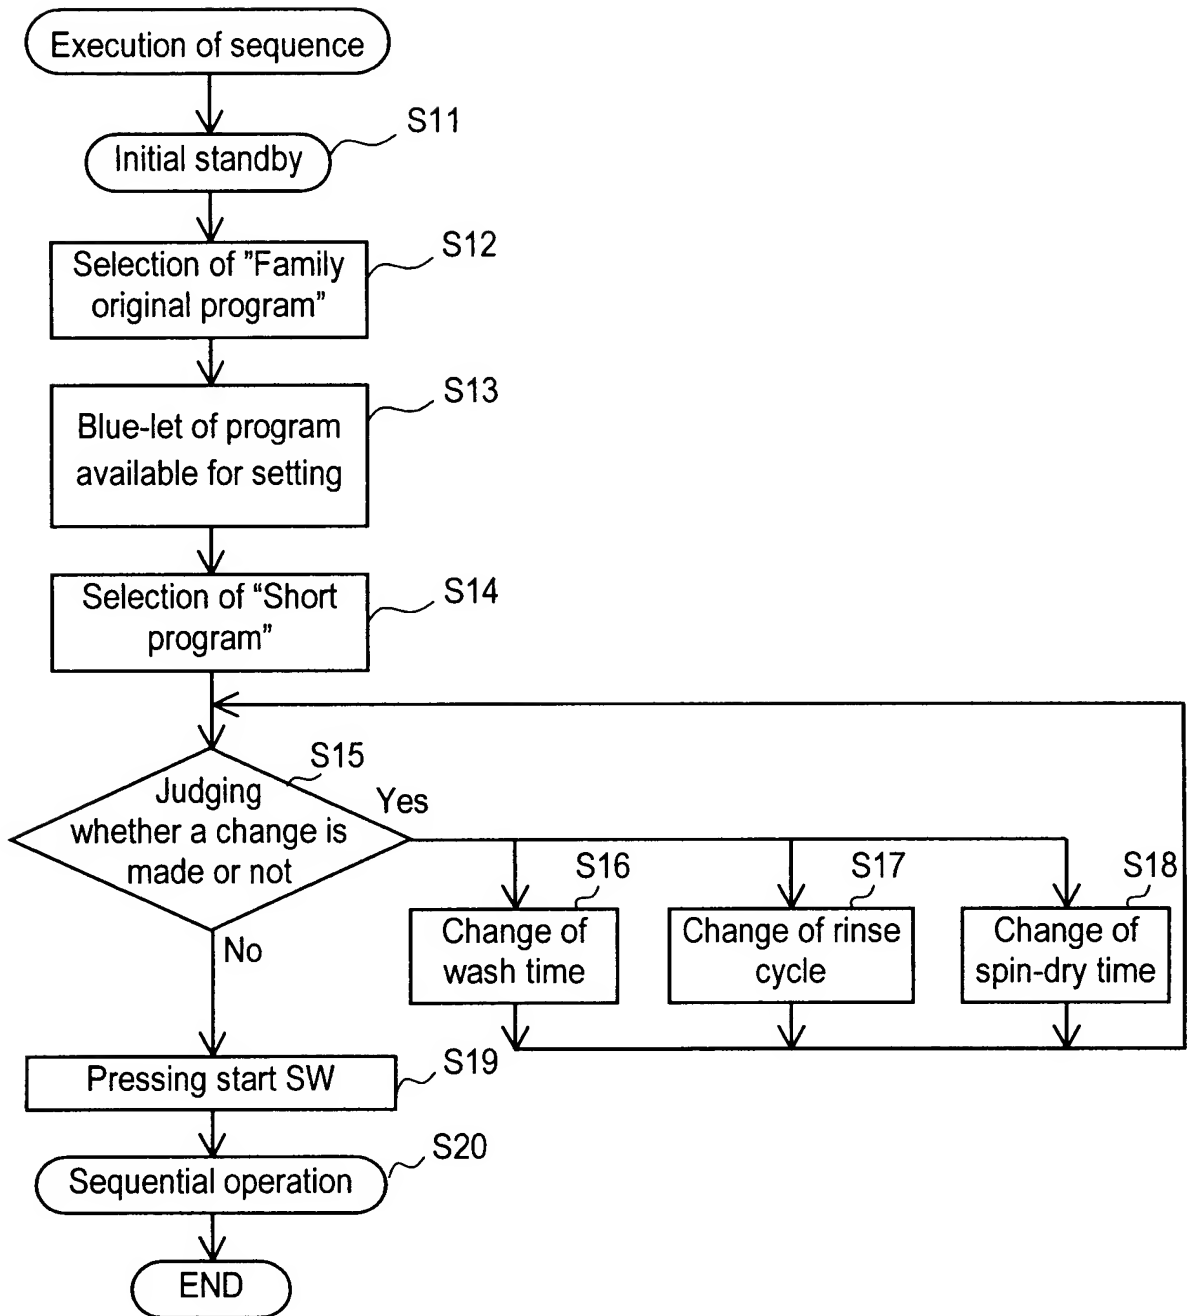 Execution of sequence
S11
Initial standby
S12
Selection of "Family
original program”
S13
Blue-let of program
available for setting
S14
Selection of “Short
program”
S15
Judging
whether a change is
made or not
Yes
No
S16
Change of
wash time
S17
Change of rinse
cycle
S18
Change of
spin-dry time
S19
Pressing start SW
S20
Sequential operation
END